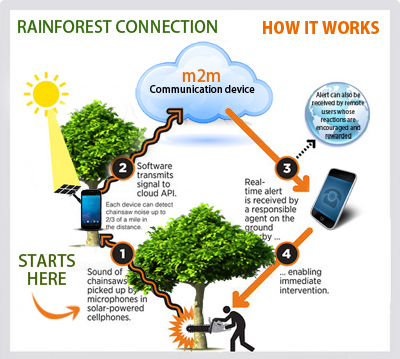 RAINFOREST CONNECTION
HOW IT WORKS
m2m
Communication device
Alert can also be
received by remote
users whose
reactions are
encouraged and
rewarded
2
Software
transmits
signal to
cloud API.
Each device can detect
chainsaw noise up to
2/3 of a mile in
the distance.
3
Real-
time alert
is received by
a responsible
agent on the
ground
...
STARTS
HERE
1
Sound of
chainsaws
picked up by
microphones in
solar-powered
cellphones.
4
... enabling
immediate
intervention.